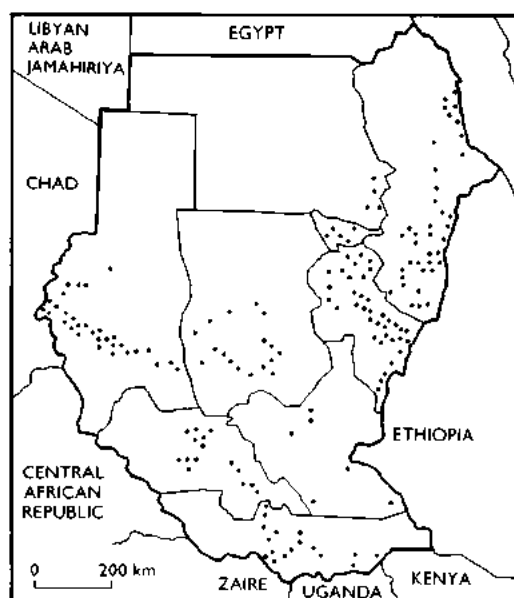 LIBYAN
ARAB
JAMAHIRIYA
EGYPT
CHAD
ETHIOPIA
CENTRAL
AFRICAN
REPUBLIC
0 200 km
ZAIRE
UGANDA
KENYA